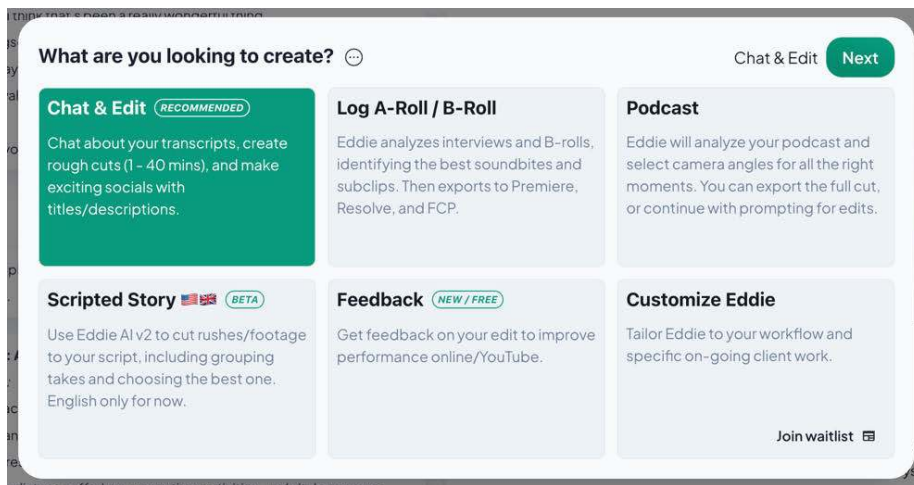 What are you looking to create?
Chat & Edit
Next
Chat & Edit RECOMMENDED
Chat about your transcripts, create
rough cuts (1 - 40 mins), and make
exciting socials with
titles/descriptions.
Log A-Roll / B-Roll
Eddie analyzes interviews and B-rolls,
identifying the best soundbites and
subclips. Then exports to Premiere,
Resolve, and FCP.
Podcast
Eddie will analyze your podcast and
select camera angles for all the right
moments. You can export the full cut,
or continue with prompting for edits.
Scripted Story BETA
Use Eddie AI v2 to cut rushes/footage
to your script, including grouping
takes and choosing the best one.
English only for now.
Feedback NEW / FREE
Get feedback on your edit to improve
performance online/YouTube.
Customize Eddie
Tailor Eddie to your workflow and
specific on-going client work.
Join waitlist